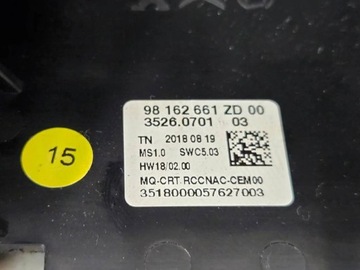 98 162 661 ZD 00
3526.0701 03
TN 2018 08 19
MS1.0 SWC5.03
HW18/02.00
MQ-CRT.RCCNAC-CEM00
3518000057627003
15